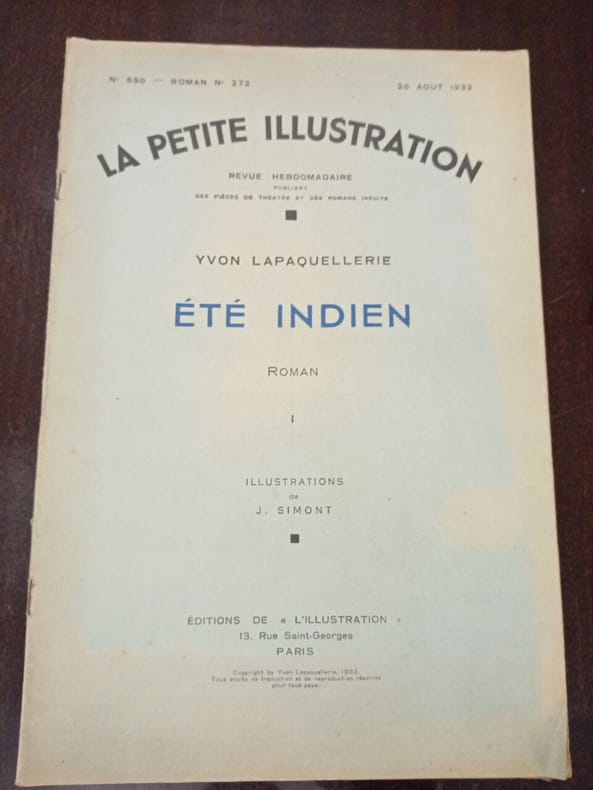 N° 590 — ROMAN N° 272
20 AOUT 1932
LA PETITE ILLUSTRATION
REVUE HEBDOMADAIRE
PUBLIANT
DES PIÈCES DE THÉATRE ET DES ROMANS INÉDITS
YVON LAPAQUELLERIE
ÉTÉ INDIEN
ROMAN
I
ILLUSTRATIONS
de
J. SIMONT
ÉDITIONS DE « L'ILLUSTRATION »
13, Rue Saint-Georges
PARIS
Copyright by Yvon Lapaquellerie, 1932.
Tous droits de traduction et de reproduction réservés
pour tous pays.